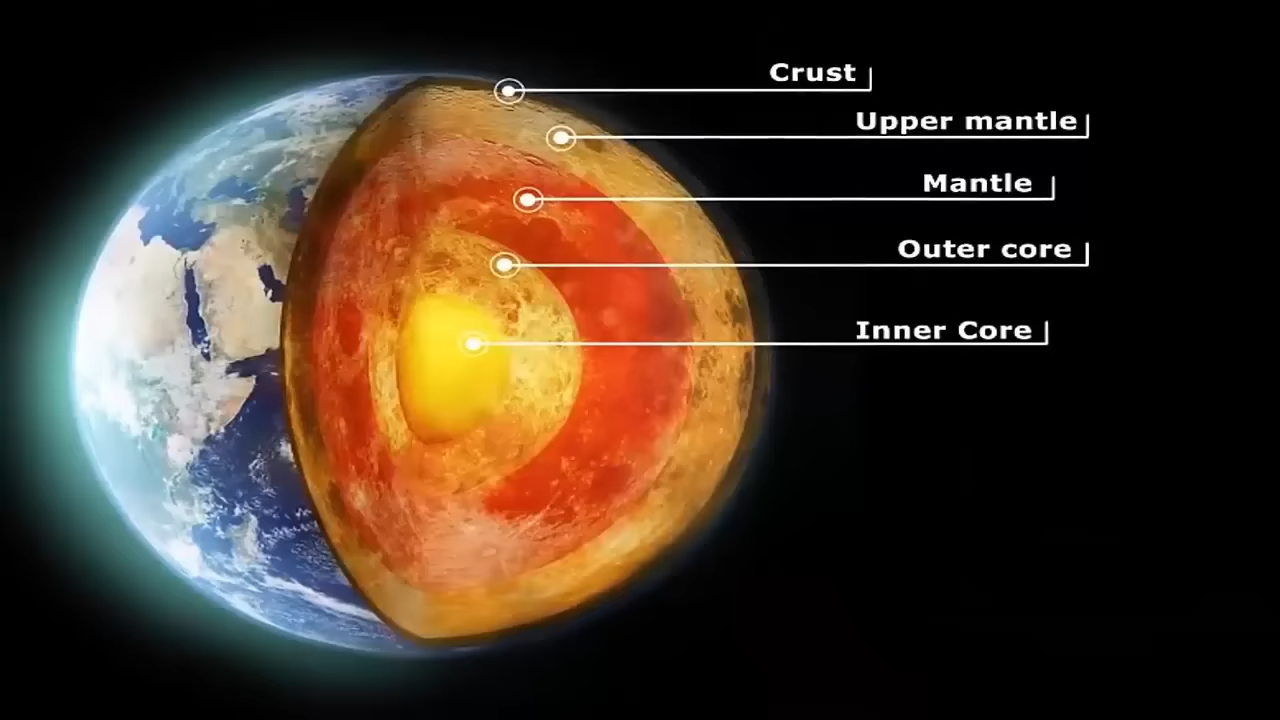 Crust
Upper mantle
Mantle
Outer core
Inner Core